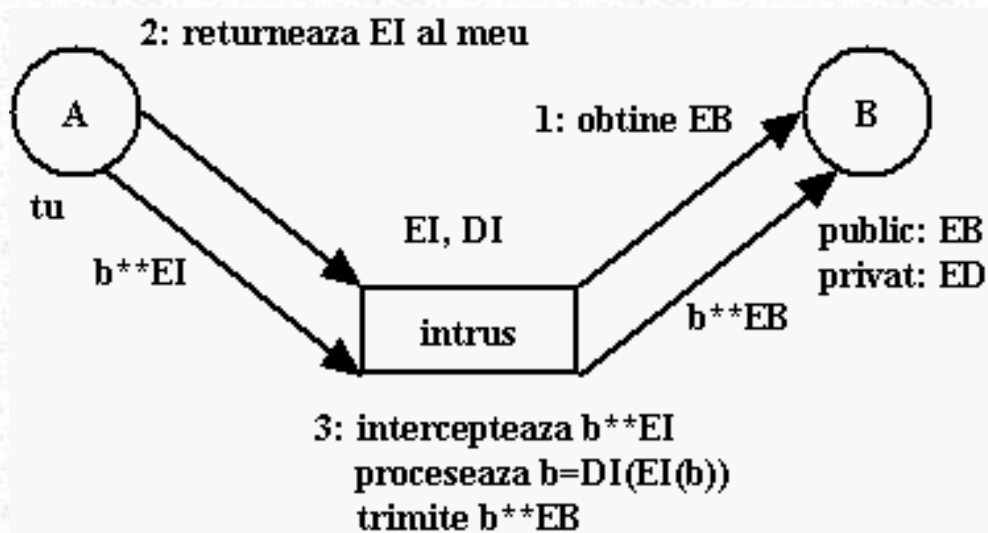 2: returneaza EI al meu
A
1: obtine EB
B
tu
EI, DI
public: EB
b**EI
privat: ED
b**EB
intrus
3: intercepteaza b**EI
proceseaza b=DI(EI(b))
trimite b**EB